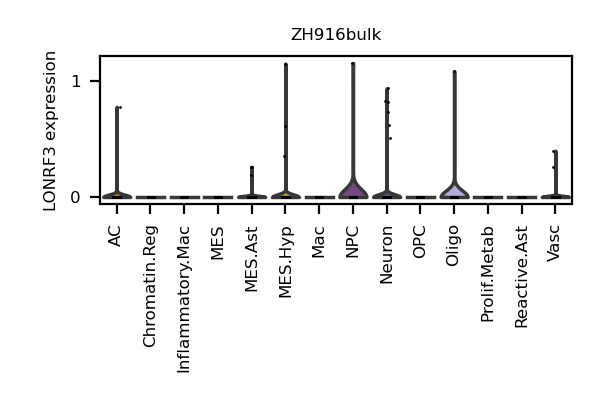 ZH916bulk
LONRF3 expression
1
0
AC
Chromatin.Reg
Inflammatory.Mac
MES
MES.Ast
MES.Hyp
Mac
NPC
Neuron
OPC
Oligo
Prolif.Metab
Reactive.Ast
Vasc